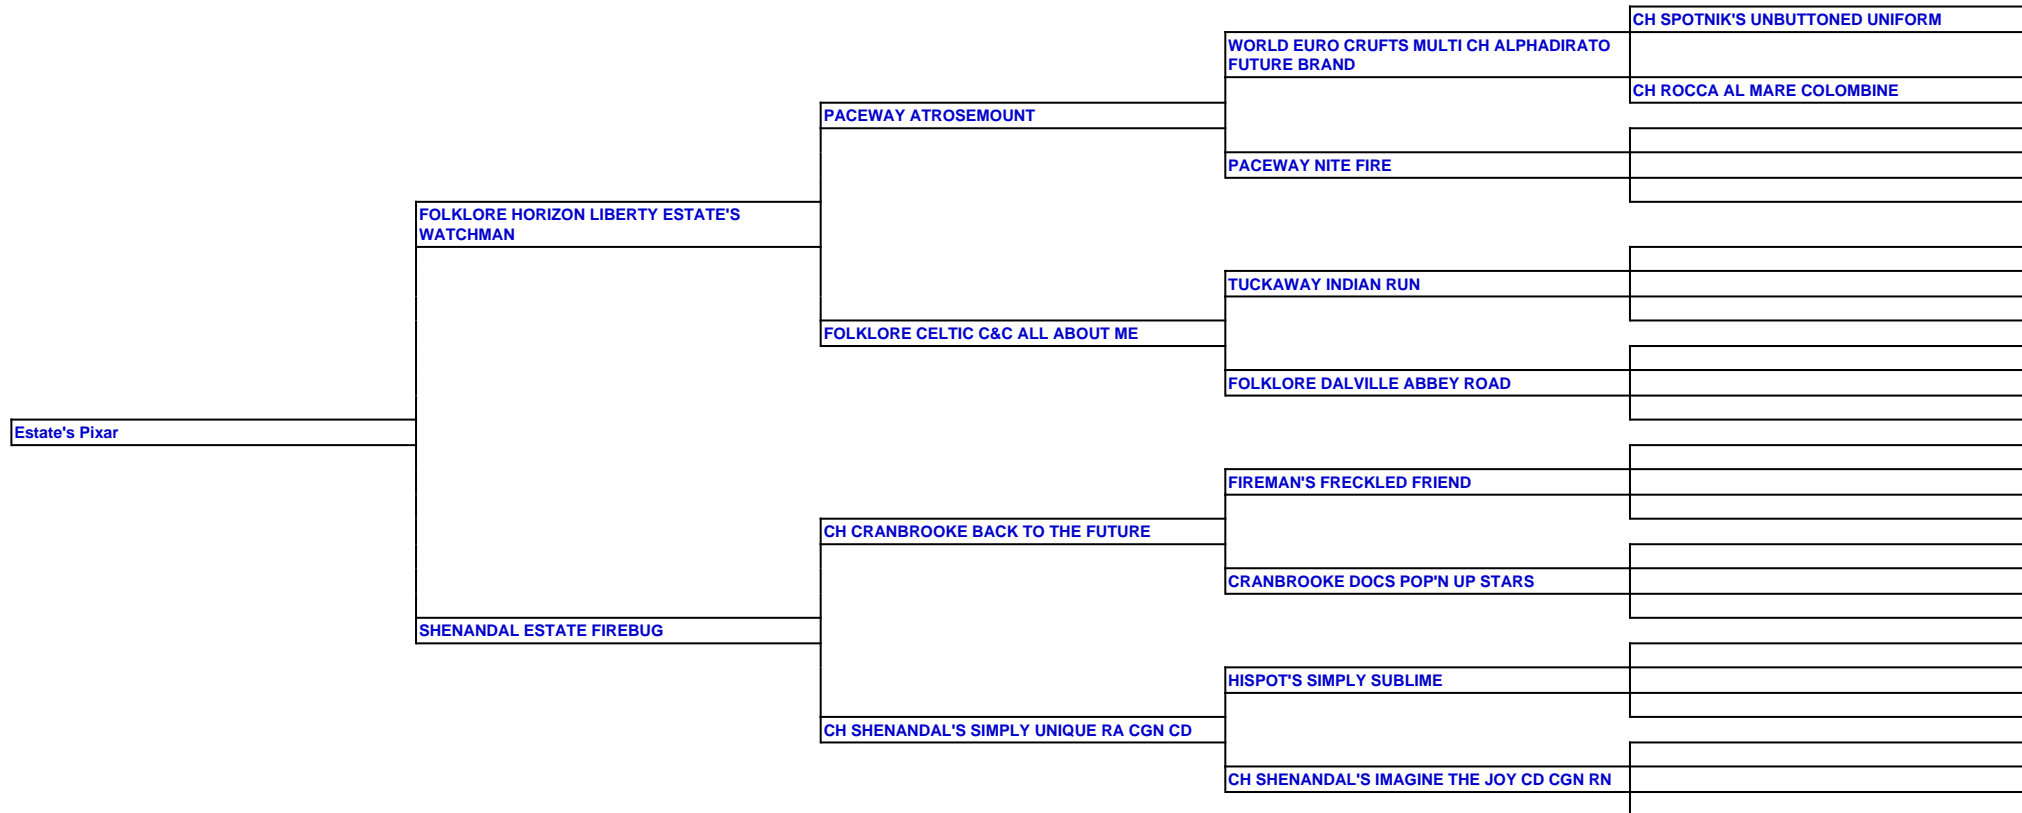 CH SPOTNIK'S UNBUTTONED UNIFORM
WORLD EURO CRUFTS MULTI CH ALPHADIRATO
FUTURE BRAND
CH ROCCA AL MARE COLOMBINE
PACEWAY ATROSEMOUNT
PACEWAY NITE FIRE
FOLKLORE HORIZON LIBERTY ESTATE'S
WATCHMAN
TUCKAWAY INDIAN RUN
FOLKLORE CELTIC C&C ALL ABOUT ME
FOLKLORE DALVILLE ABBEY ROAD
Estate's Pixar
FIREMAN'S FRECKLED FRIEND
CH CRANBROOKE BACK TO THE FUTURE
CRANBROOKE DOCS POP'N UP STARS
SHENANDAL ESTATE FIREBUG
HISPOT'S SIMPLY SUBLIME
CH SHENANDAL'S SIMPLY UNIQUE RA CGN CD
CH SHENANDAL'S IMAGINE THE JOY CD CGN RN